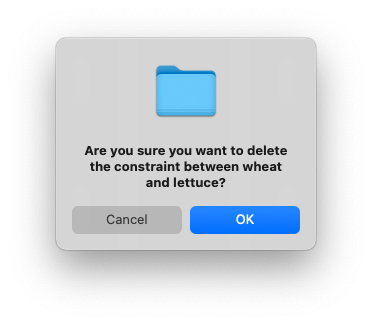 Are you sure you want to delete
the constraint between wheat
and lettuce?
Cancel
OK